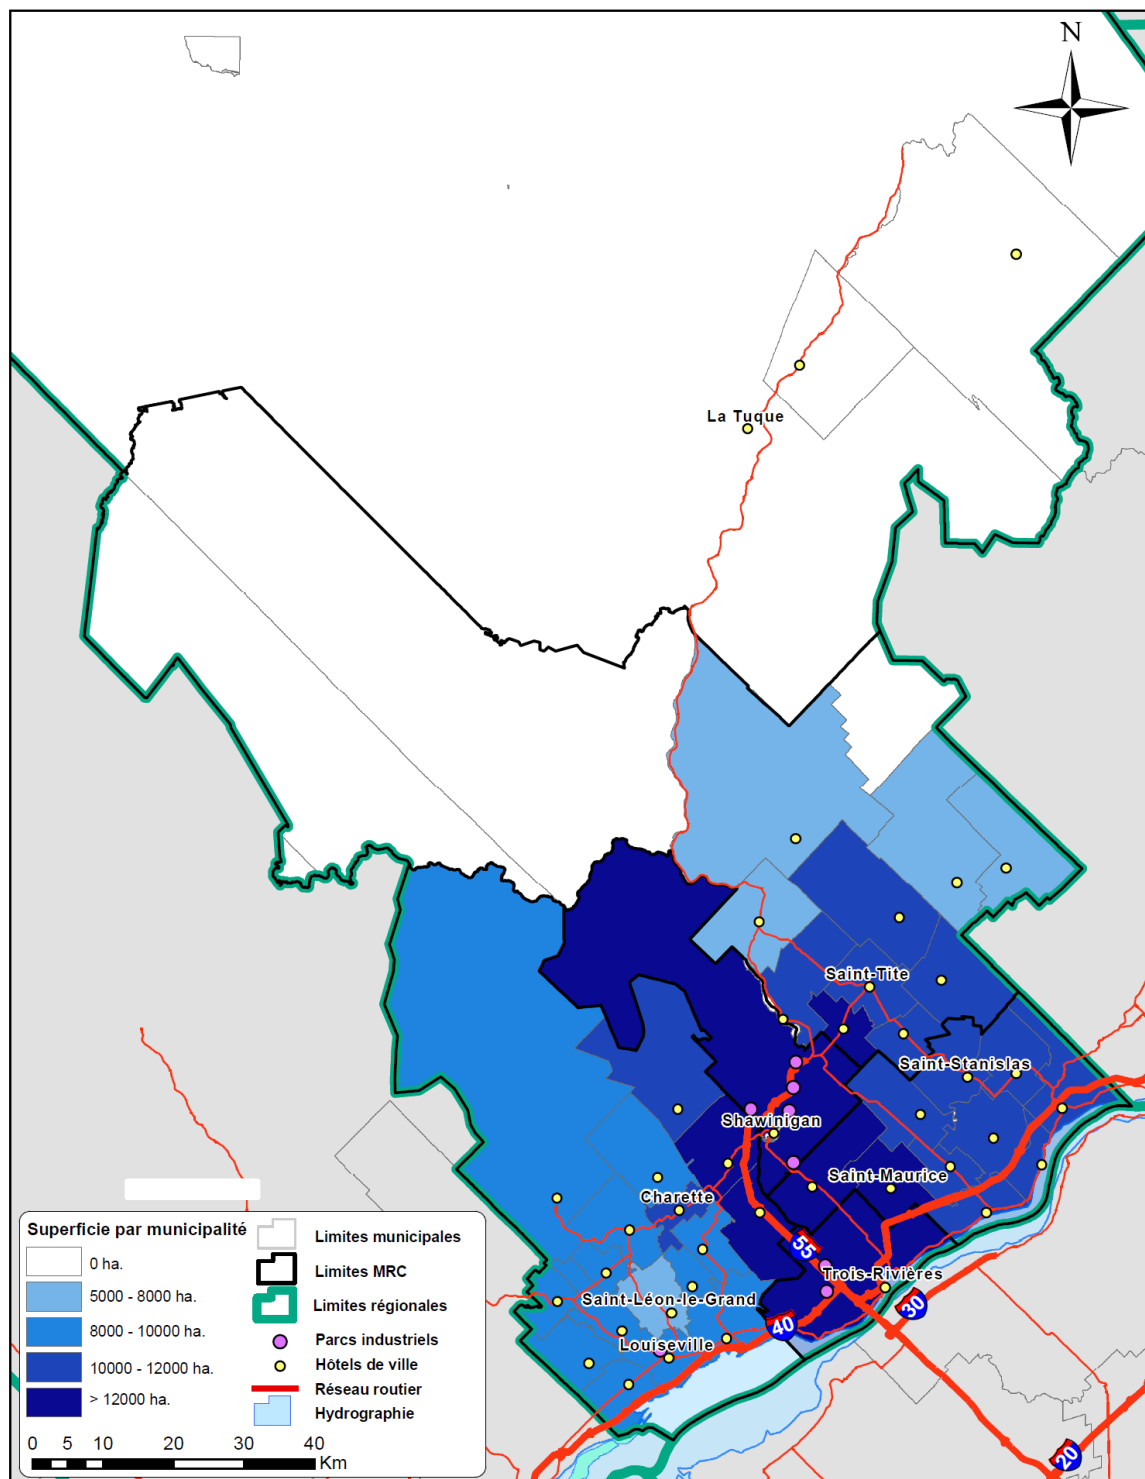 N
La Tuque
Saint-Tite
Saint-Stanislas
Shawinigan
Saint-Maurice
Charette
55
Trois-Rivières
Saint-Léon-le-Grand
30
40
Louiseville
20
Superficie par municipalité
0 ha.
5000 - 8000 ha.
8000 - 10000 ha.
10000 - 12000 ha.
> 12000 ha.
Limites municipales
Limites MRC
Limites régionales
Parcs industriels
Hôtels de ville
Réseau routier
Hydrographie
0 5 10 20 30 40
Km